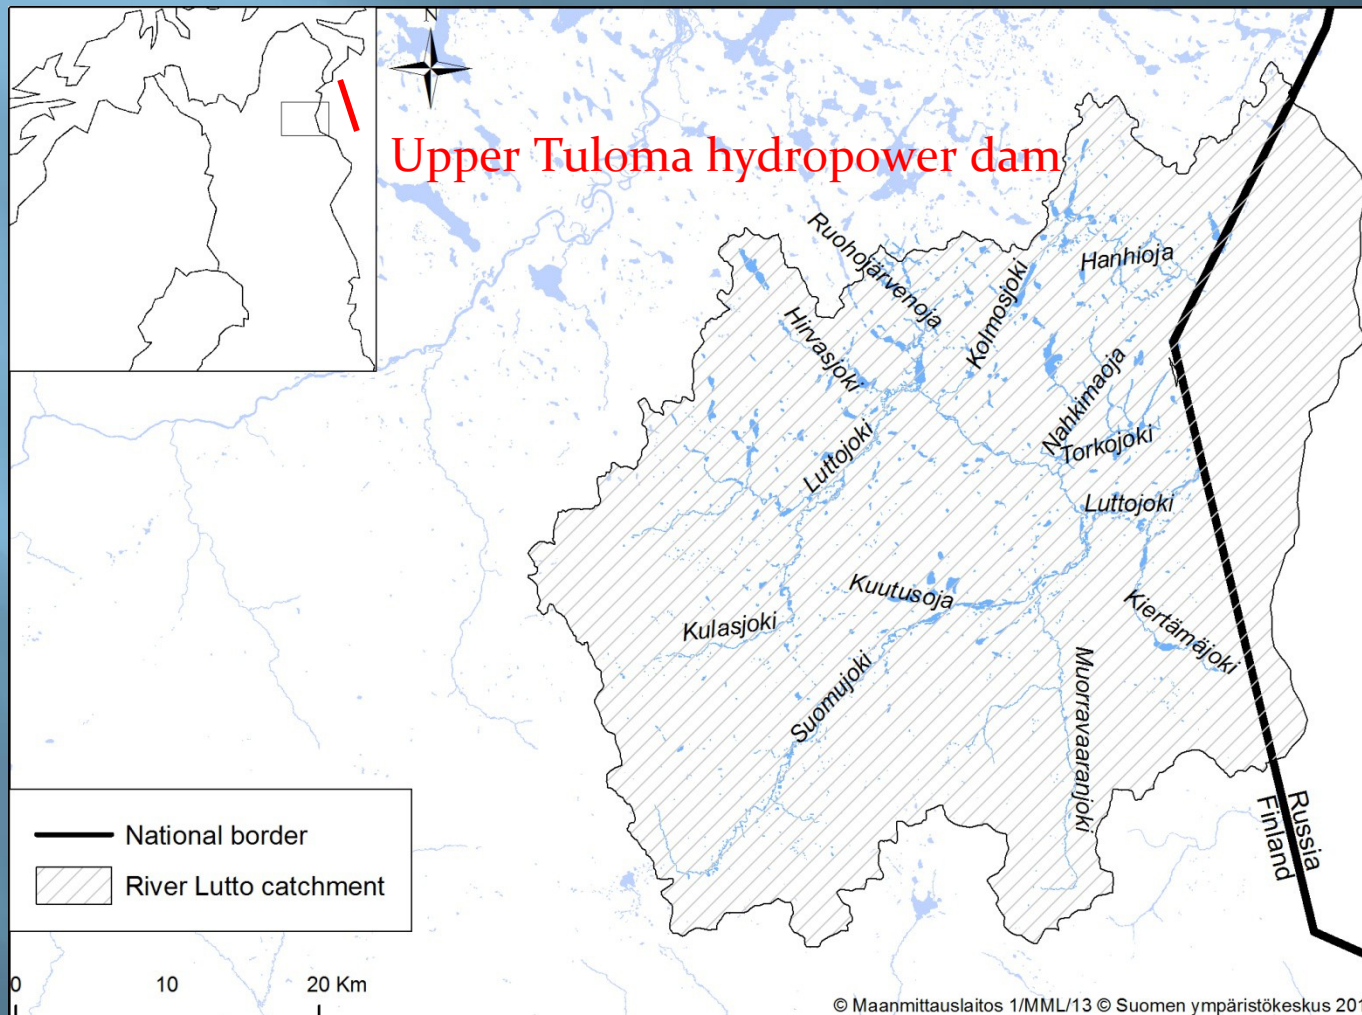 N
Upper Tuloma hydropower dam
Ruohojärvenoja
Hanhioja
Kolmosjoki
Hirvasjoki
Nahkimaoja
Torkojoki
Luttojoki
Luttojoki
Kuutusoja
Kiertämäjoki
Kulasjoki
Suomujoki
Muorravaaranjoki
Russia
Finland
National border
River Lutto catchment
0 10 20 Km
© Maanmittauslaitos 1/MML/13 © Suomen ympäristökeskus 201